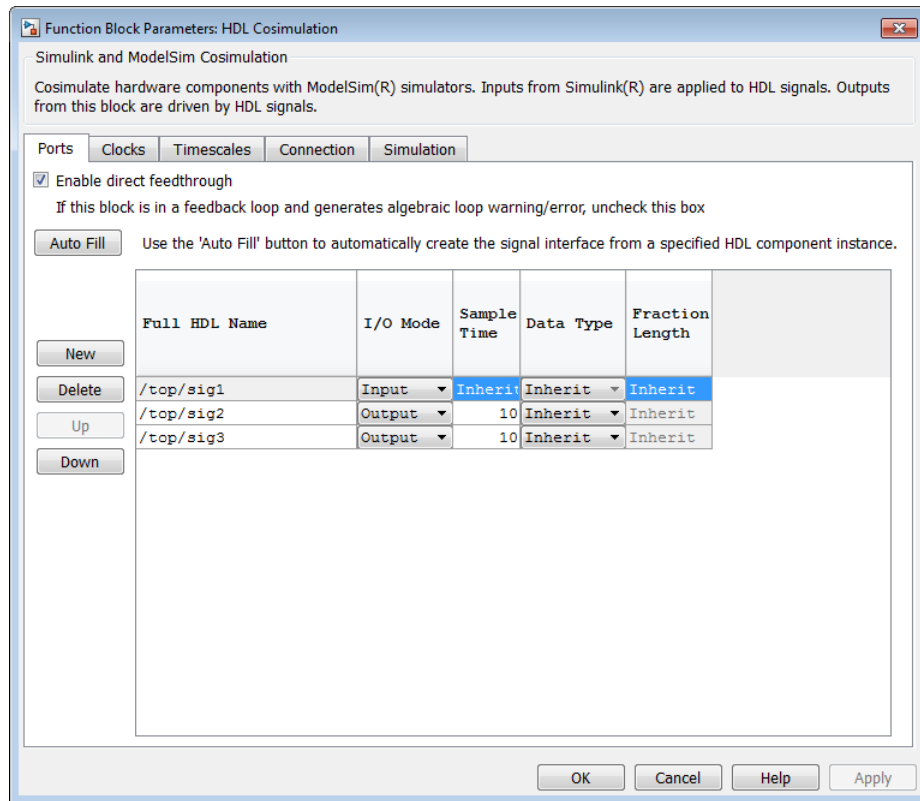 Function Block Parameters: HDL Cosimulation
Simulink and ModelSim Cosimulation
Cosimulate hardware components with ModelSim(R) simulators. Inputs from Simulink(R) are applied to HDL signals. Outputs
from this block are driven by HDL signals.
Ports Clocks Timescales Connection Simulation
Enable direct feedthrough
If this block is in a feedback loop and generates algebraic loop warning/error, uncheck this box
Auto Fill Use the 'Auto Fill' button to automatically create the signal interface from a specified HDL component instance.
Full HDL Name I/O Mode Sample Time Data Type Fraction Length
New
Delete /top/sig1 Input Inherit Inherit Inherit
/top/sig2 Output 10 Inherit Inherit
Up
/top/sig3 Output 10 Inherit Inherit
Down
OK Cancel Help Apply